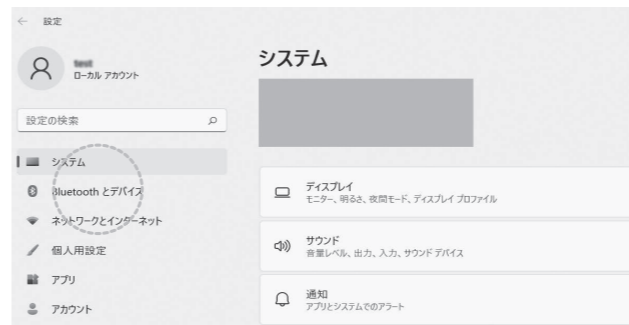 設定
ローカル アカウント
設定の検索
システム
Bluetooth とデバイス
ネットワークとインターネット
個人用設定
アプリ
アカウント
システム
ディスプレイ
モニター、明るさ、夜間モード、ディスプレイ プロファイル
サウンド
音量レベル、出力、入力、サウンド デバイス
通知
アプリとシステムでのアラート